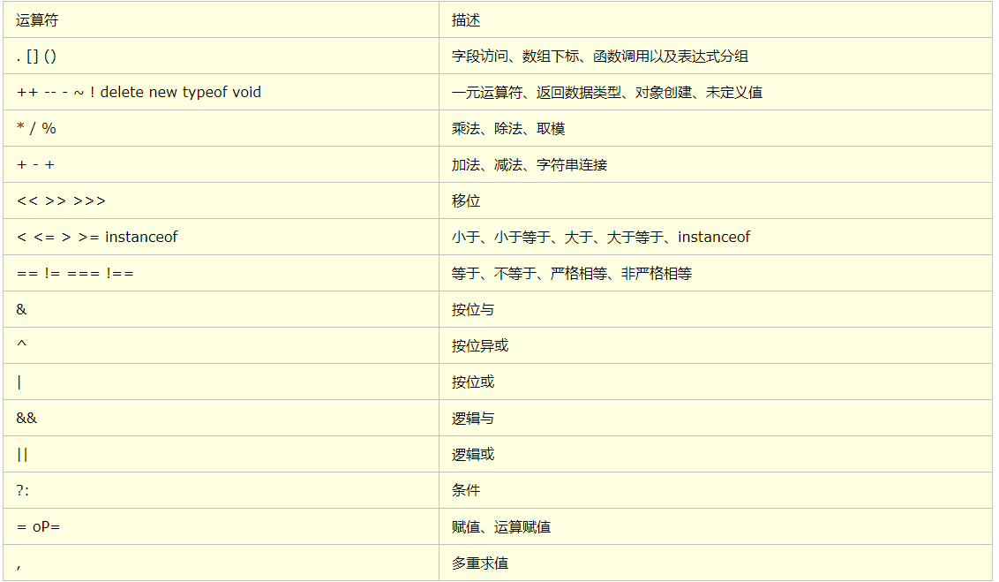 运算符 描述
. [] () 字段访问、数组下标、函数调用以及表达式分组
++ -- - ~ ! delete new typeof void 一元运算符、返回数据类型、对象创建、未定义值
* / % 乘法、除法、取模
+ - + 加法、减法、字符串连接
<< >> >>> 移位
< <= > >= instanceof 小于、小于等于、大于、大于等于、instanceof
== != === !== 等于、不等于、严格相等、非严格相等
& 按位与
^ 按位异或
| 按位或
&& 逻辑与
|| 逻辑或
?: 条件
= oP= 赋值、运算赋值
, 多重求值